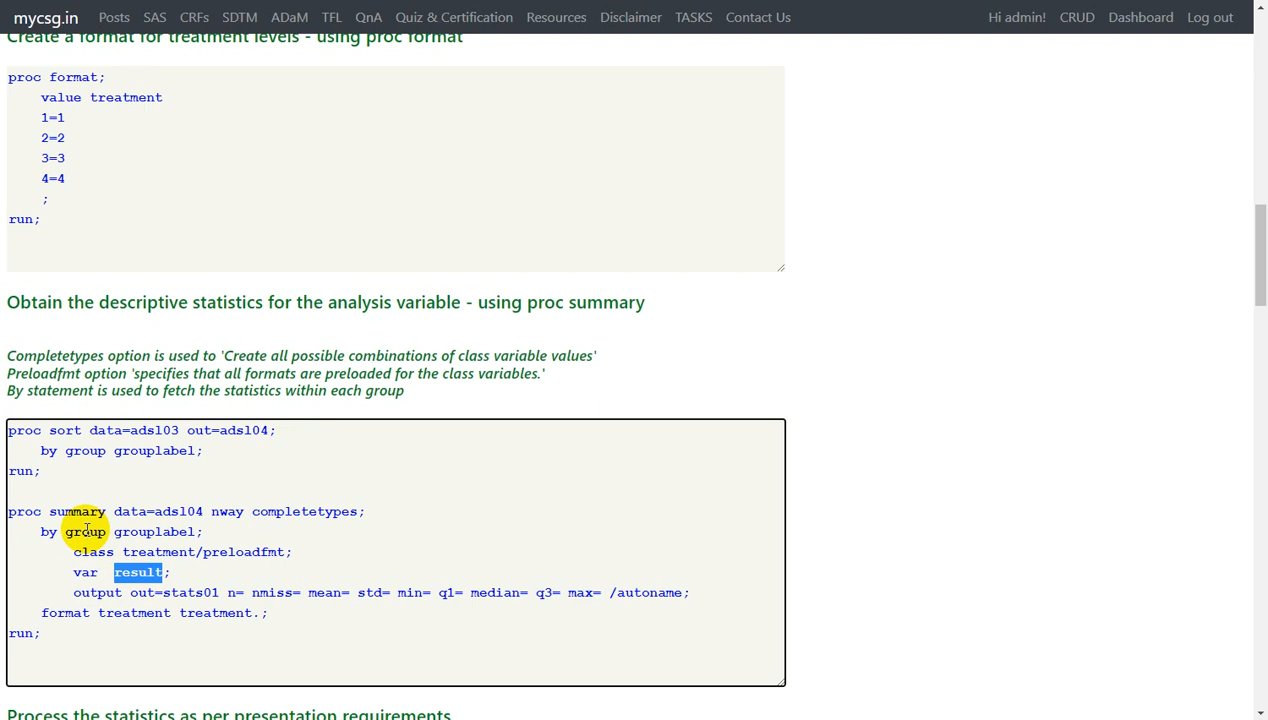 mycsg.in Posts SAS CRFs SDTM ADaM TFL QnA Quiz & Certification Resources Disclaimer TASKS Contact Us Hi admin! CRUD Dashboard Log out
Create a format for treatment levels - using proc format
proc format;
value treatment
1=1
2=2
3=3
4=4
;
run;
Obtain the descriptive statistics for the analysis variable - using proc summary
Completetypes option is used to 'Create all possible combinations of class variable values'
Preloadfmt option 'specifies that all formats are preloaded for the class variables.'
By statement is used to fetch the statistics within each group
proc sort data=adsl03 out=adsl04;
by group grouplabel;
run;
proc summary data=adsl04 nway completetypes;
by group grouplabel;
class treatment/preloadfmt;
var result;
output out=stats01 n= nmiss= mean= std= min= q1= median= q3= max= /autoname;
format treatment treatment.;
run;
Process the statistics as per presentation requirements